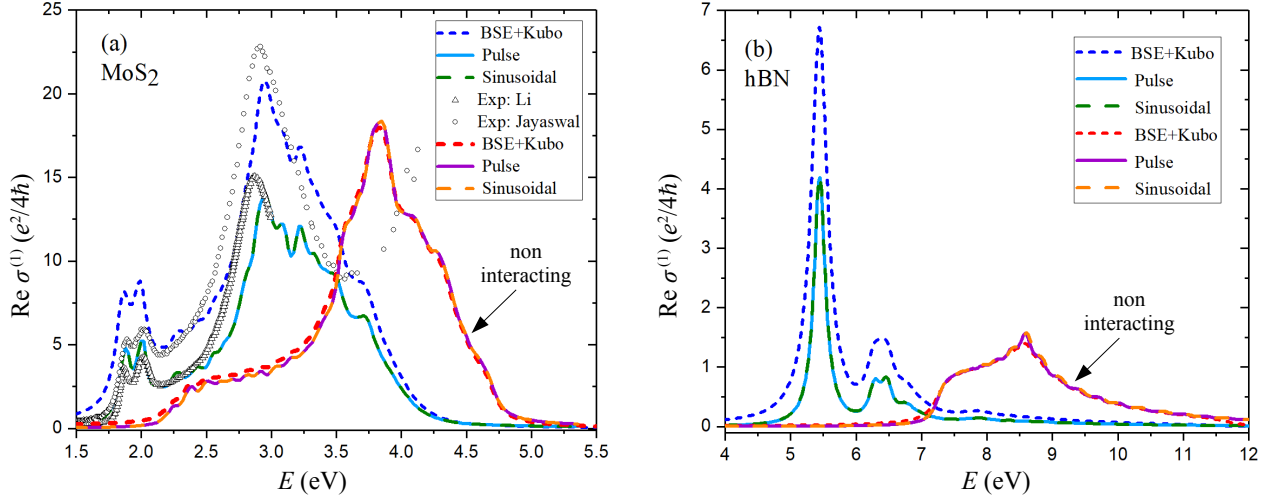 (a)
MoS2
BSE+Kubo
Pulse
Sinusoidal
Exp: Li
Exp: Jayaswal
BSE+Kubo
Pulse
Sinusoidal
non
interacting
25
20
15
10
5
0
1.5 2.0 2.5 3.0 3.5 4.0 4.5 5.0 5.5
E (eV)
Re σ(1) (e2/4ħ)
(b)
hBN
BSE+Kubo
Pulse
Sinusoidal
BSE+Kubo
Pulse
Sinusoidal
non
interacting
7
6
5
4
3
2
1
0
4 5 6 7 8 9 10 11 12
E (eV)
Re σ(1) (e2/4ħ)